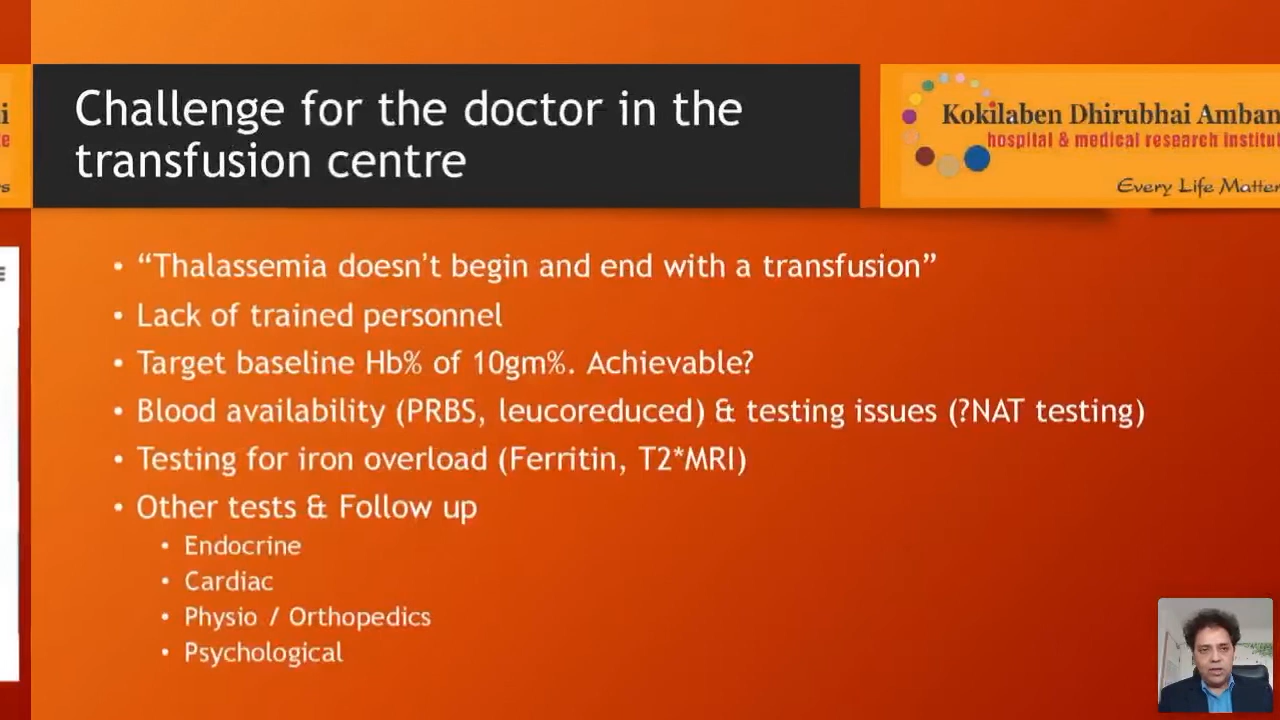 Challenge for the doctor in the
transfusion centre
Kokilaben Dhirubhai Amban
hospital & medical research institut
Every Life Matter
• “Thalassemia doesn't begin and end with a transfusion”
• Lack of trained personnel
• Target baseline Hb% of 10gm%. Achievable?
• Blood availability (PRBS, leucoreduced) & testing issues (?NAT testing)
• Testing for iron overload (Ferritin, T2*MRI)
• Other tests & Follow up
• Endocrine
• Cardiac
• Physio / Orthopedics
• Psychological